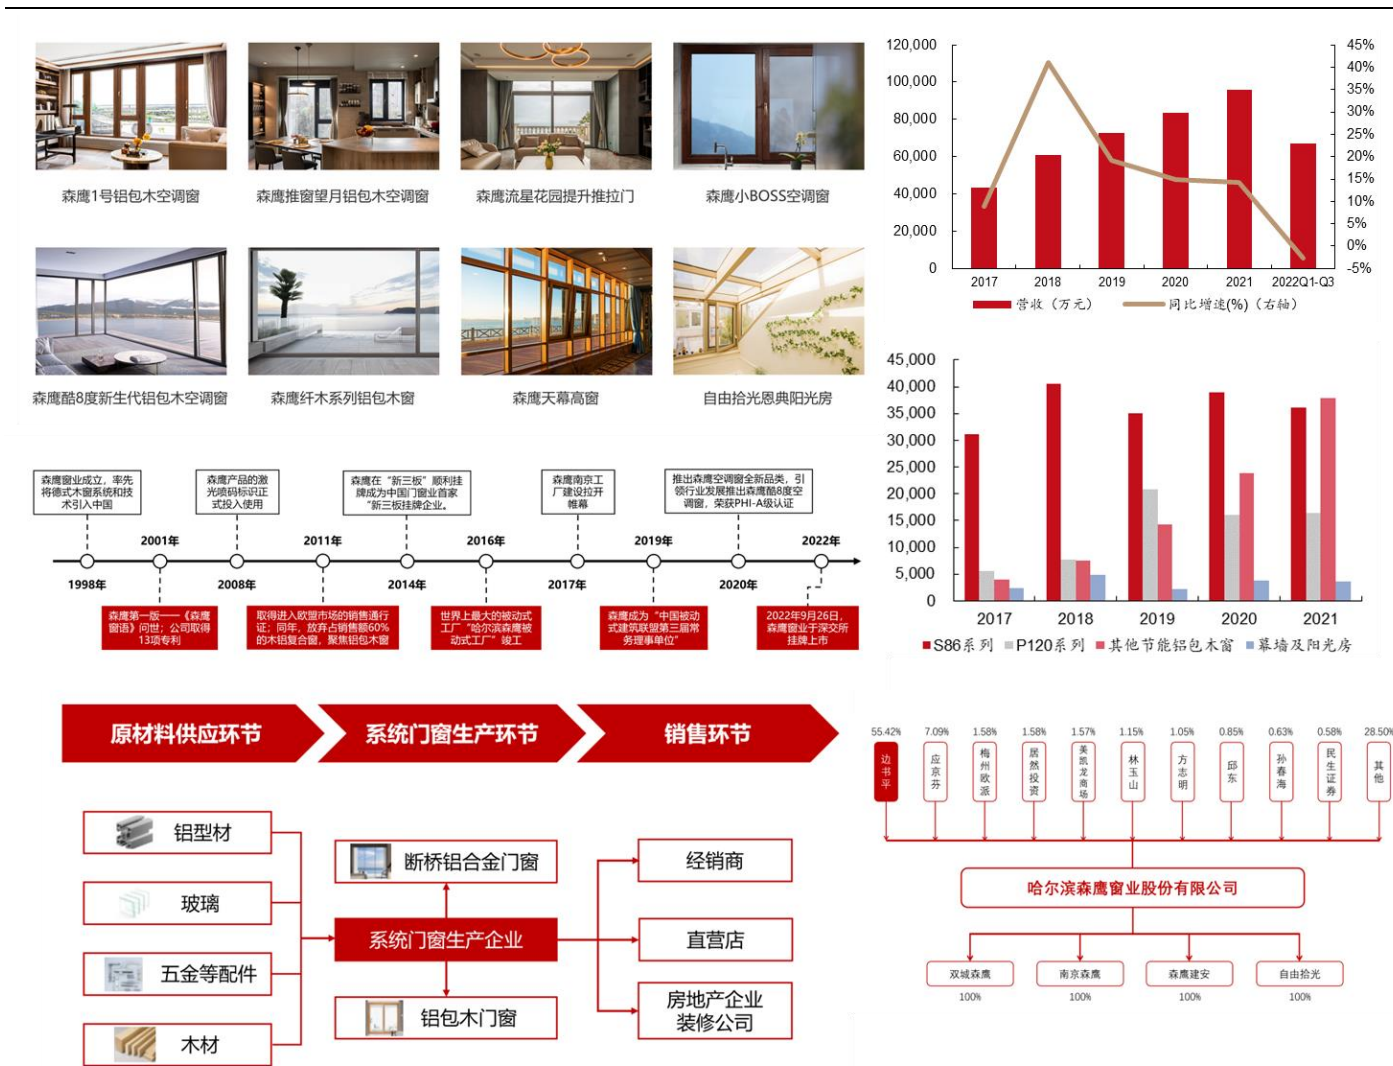 森鹰1号铝包木空调窗
森鹰推窗望月铝包木空调窗
森鹰流星花园提升推拉门
森鹰小BOSS空调窗
森鹰酷8度新生代铝包木空调窗
森鹰纤木系列铝包木窗
森鹰天幕高窗
自由拾光恩典阳光房
120,000
100,000
80,000
60,000
40,000
20,000
0
45%
40%
35%
30%
25%
20%
15%
10%
5%
0%
-5%
2017
2018
2019
2020
2021
2022Q1-Q3
营收（万元）
同比增速(%)（右轴）
45,000
40,000
35,000
30,000
25,000
20,000
15,000
10,000
5,000
0
2017
2018
2019
2020
2021
S86系列
P120系列
其他节能铝包木窗
幕墙及阳光房
森鹰窗业成立，率先
将德式木窗系统和技
术引入中国
森鹰产品的激
光喷码标识正
式投入使用
森鹰在“新三板”顺利挂
牌成为中国门窗业首家
“新三板挂牌企业。
森鹰南京工
厂建设拉开
帷幕
推出森鹰空调窗全新品类，引
领行业发展推出森鹰酷8度空
调窗，荣获PHI-A级认证
2001年
2011年
2016年
2019年
2022年
1998年
2008年
2014年
2017年
2020年
森鹰第一版——《森鹰
窗语》问世；公司取得
13项专利
取得进入欧盟市场的销售通行
证；同年，放弃占销售额60%
的木铝复合窗，聚焦铝包木窗
世界上最大的被动式
工厂“哈尔滨森鹰被
动式工厂”竣工
森鹰成为“中国被动
式建筑联盟第三届常
务理事单位”
2022年9月26日，
森鹰窗业于深交所
挂牌上市
原材料供应环节
系统门窗生产环节
销售环节
铝型材
玻璃
五金等配件
木材
断桥铝合金门窗
系统门窗生产企业
铝包木门窗
经销商
直营店
房地产企业
装修公司
55.42%
7.09%
1.58%
1.58%
1.57%
1.15%
1.05%
0.85%
0.63%
0.58%
28.50%
边书平
应京芬
梅州欧派
居然投资
美凯龙商场
林玉山
方志明
邱东
孙春海
民生证券
其他
哈尔滨森鹰窗业股份有限公司
双城森鹰
南京森鹰
森鹰建安
自由拾光
100%
100%
100%
100%